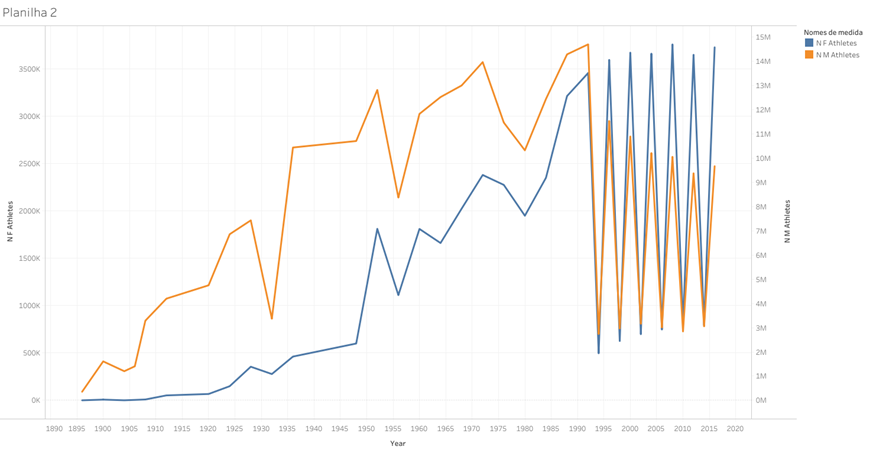 Planilha 2
Nomes de medida
N F Athletes
N M Athletes
15M
14M
3500K
13M
12M
3000K
11M
2500K
10M
9M
2000K
8M
N F Athletes
N M Athletes
7M
1500K
6M
5M
1000K
4M
3M
500K
2M
1M
0K
0M
1890 1895 1900 1905 1910 1915 1920 1925 1930 1935 1940 1945 1950 1955 1960 1965 1970 1975 1980 1985 1990 1995 2000 2005 2010 2015 2020
Year